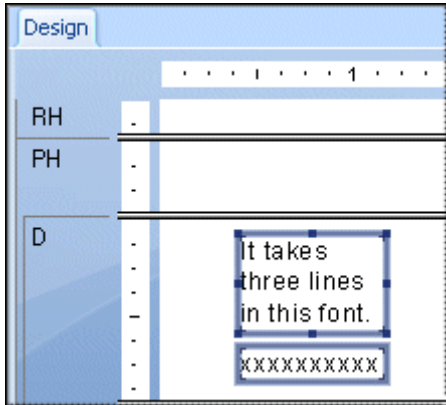 Design
1
RH
PH
D
It takes
three lines
in this font.
xxxxxxxxxx